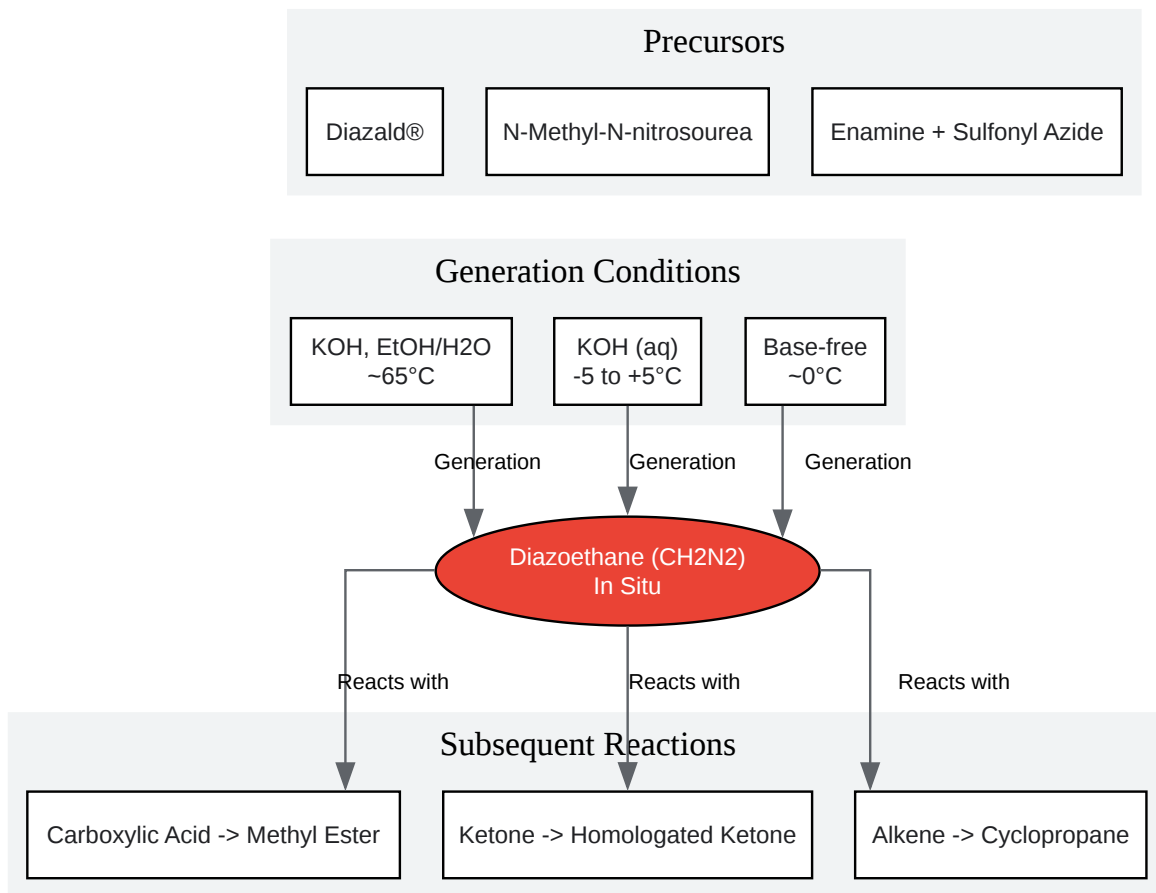 Precursors
Diazald®
N-Methyl-N-nitrosourea
Enamine + Sulfonyl Azide
Generation Conditions
KOH, EtOH/H2O
~65°C
KOH (aq)
-5 to +5°C
Base-free
~0°C
Generation
Generation
Generation
Diazoethane (CH2N2)
In Situ
Reacts with
Reacts with
Reacts with
Subsequent Reactions
Carboxylic Acid -> Methyl Ester
Ketone -> Homologated Ketone
Alkene -> Cyclopropane